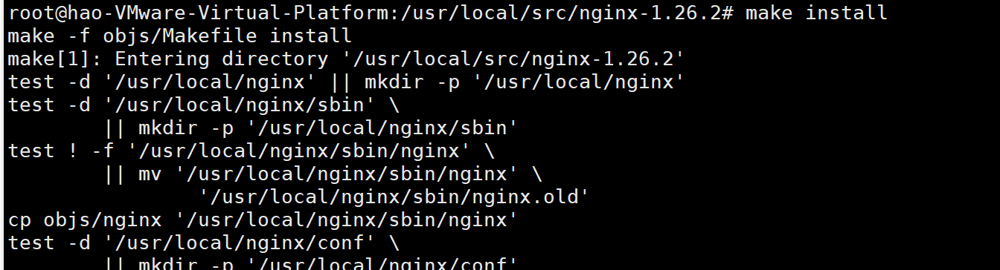 root@hao-VMware-Virtual-Platform:/usr/local/src/nginx-1.26.2# make install
make -f objs/Makefile install
make[1]: Entering directory '/usr/local/src/nginx-1.26.2'
test -d '/usr/local/nginx' || mkdir -p '/usr/local/nginx'
test -d '/usr/local/nginx/sbin' \
        || mkdir -p '/usr/local/nginx/sbin'
test ! -f '/usr/local/nginx/sbin/nginx' \
        || mv '/usr/local/nginx/sbin/nginx' \
                '/usr/local/nginx/sbin/nginx.old'
cp objs/nginx '/usr/local/nginx/sbin/nginx'
test -d '/usr/local/nginx/conf' \
        || mkdir -p '/usr/local/nginx/conf'